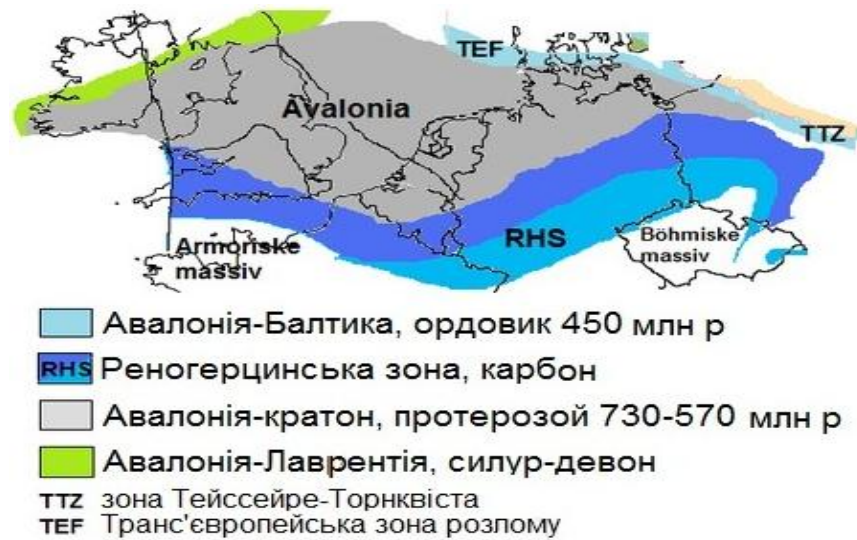 TEF
Avalonia
TTZ
RHS
Armoriske
massiv
Böhmiske
massiv
Авалонія-Балтика, ордовик 450 млн р
RHS Реногерцинська зона, карбон
Авалонія-кратон, протерозой 730-570 млн р
Авалонія-Лаврентія, силур-девон
TTZ зона Тейссейре-Торнквіста
TEF Транс'європейська зона розлому